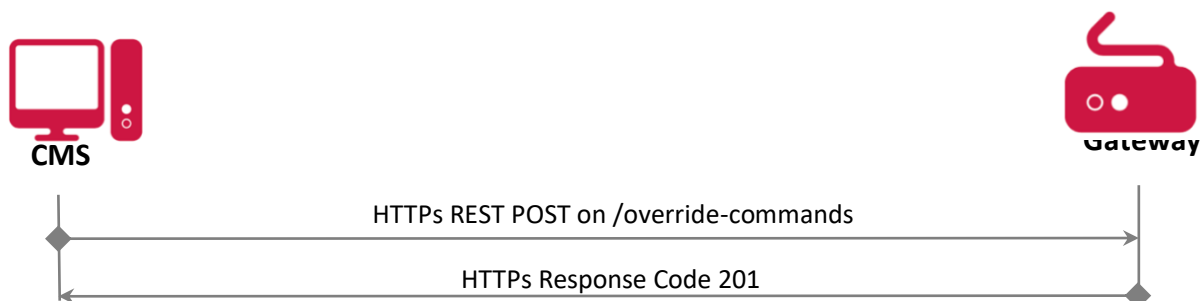 CMS
Gateway
HTTPs REST POST on /override-commands
HTTPs Response Code 201